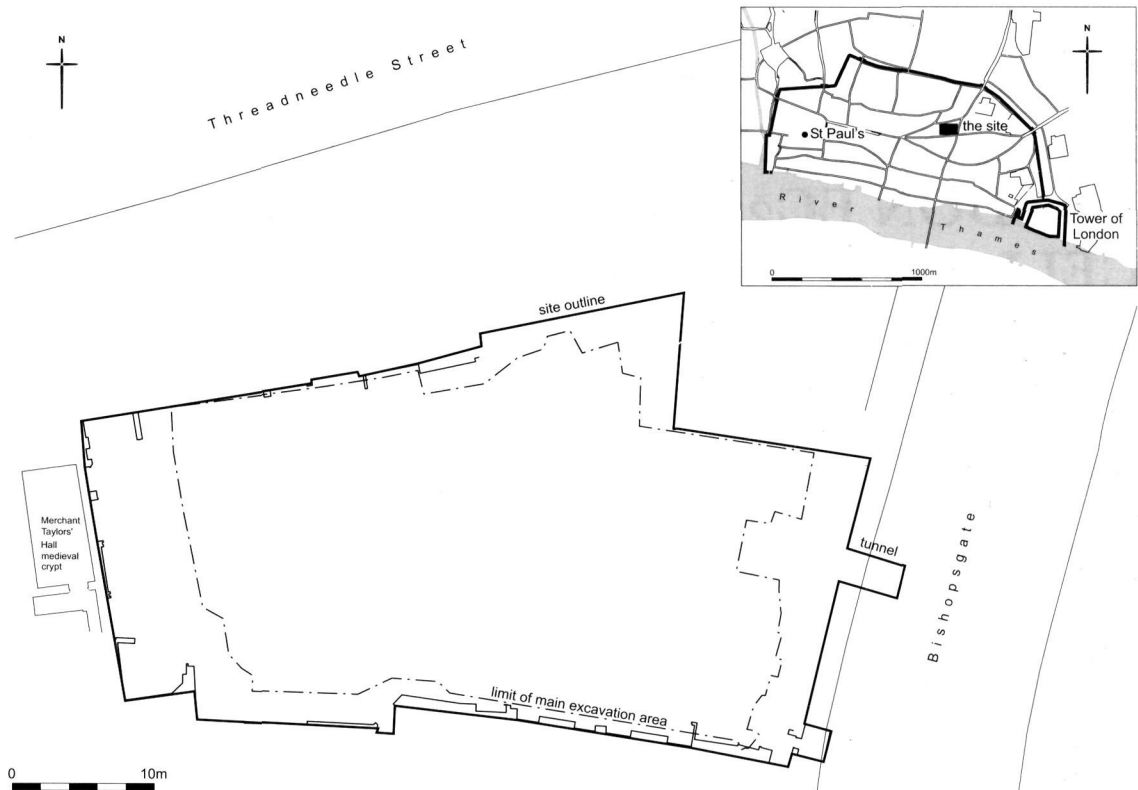 N
Threadneedle Street
N
St Paul's
the site
River Thames
Tower of
London
0 1000m
site outline
Merchant
Taylors'
Hall
medieval
crypt
tunnel
Bishopsgate
limit of main excavation area
0 10m